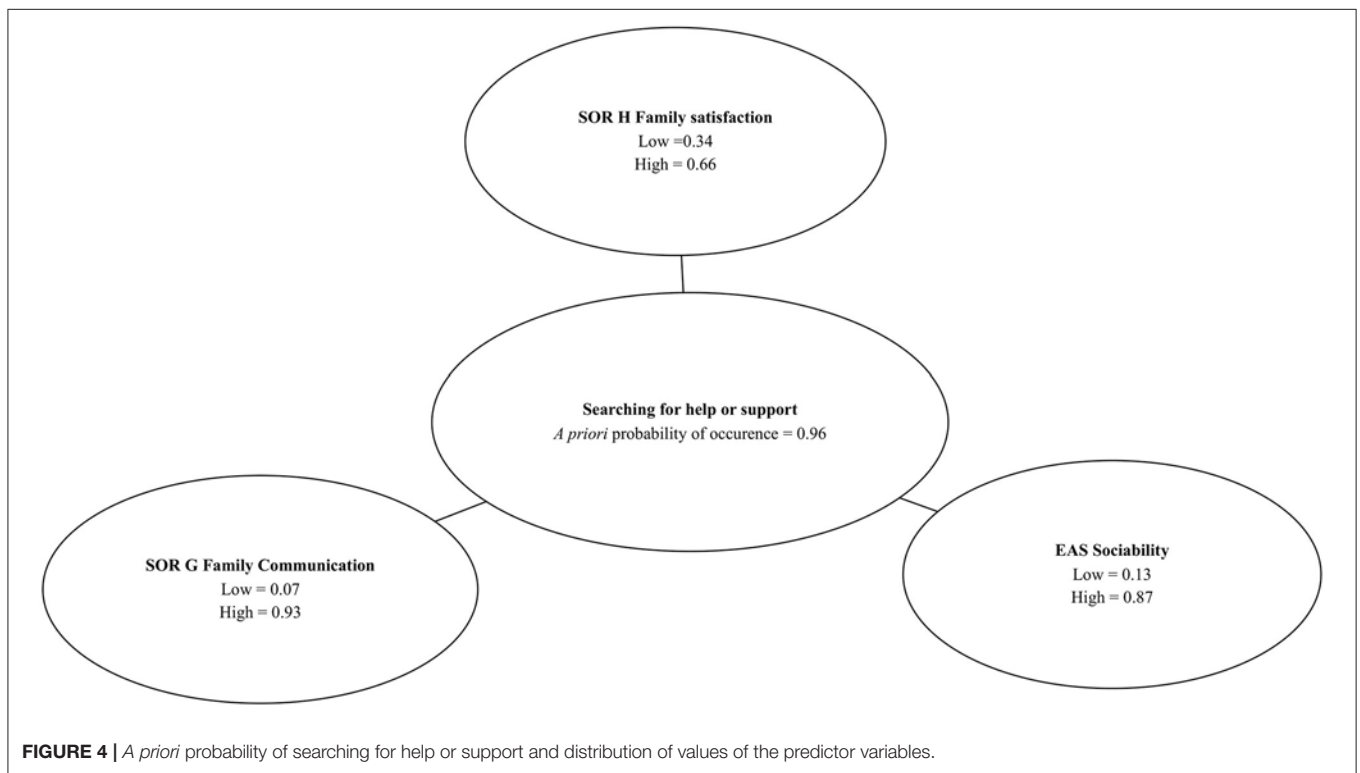 SOR H Family satisfaction
Low =0.34
High = 0.66
Searching for help or support
A priori probability of occurence = 0.96
SOR G Family Communication
Low = 0.07
High = 0.93
EAS Sociability
Low = 0.13
High = 0.87
FIGURE 4 | A priori probability of searching for help or support and distribution of values of the predictor variables.